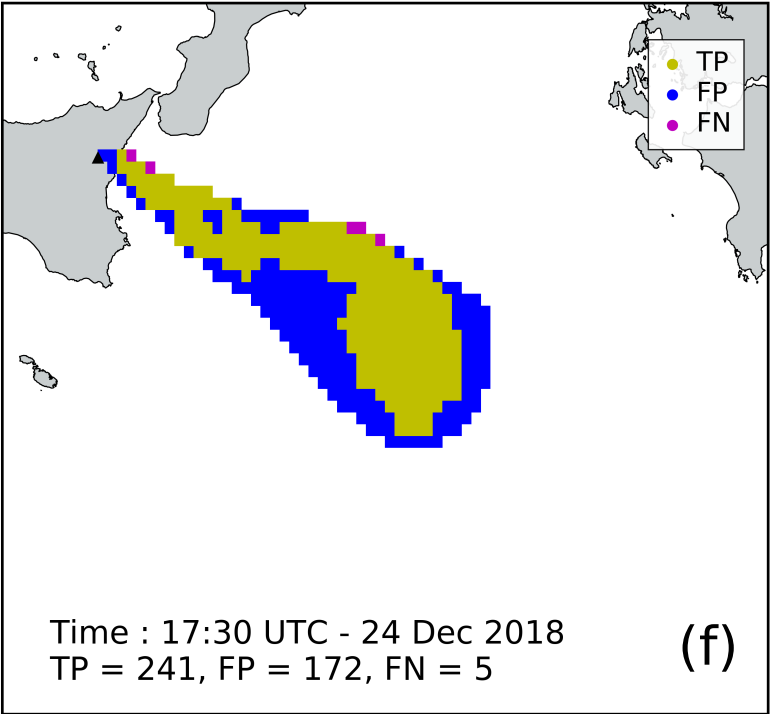 TP
FP
FN
Time : 17:30 UTC - 24 Dec 2018
TP = 241, FP = 172, FN = 5
(f)